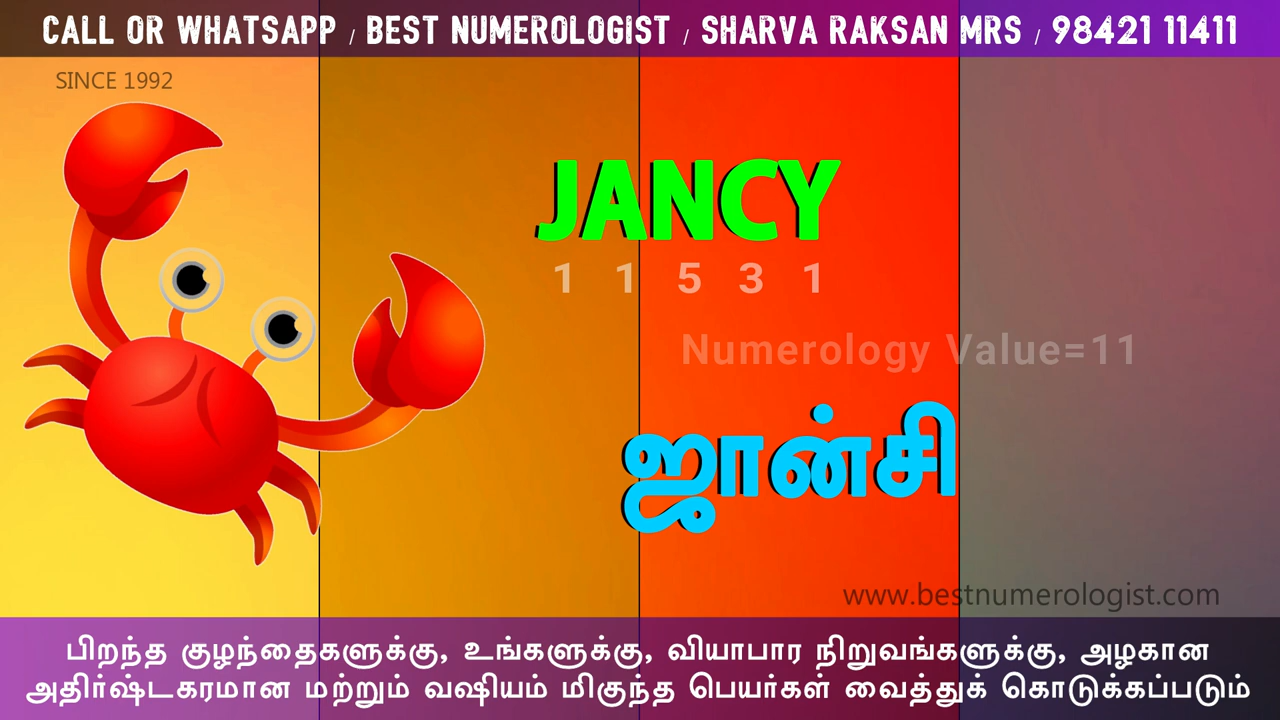 CALL OR WHATSAPP / BEST NUMEROLOGIST / SHARVA RAKSAN MRS / 98421 11411
SINCE 1992
JANCY
1 1 5 3 1
Numerology Value=11
ஜான்சி
www.bestnumerologist.com
பிறந்த குழந்தைகளுக்கு, உங்களுக்கு, வியாபார நிறுவங்களுக்கு, அழகான
அதிர்ஷ்டகரமான மற்றும் வஷியம் மிகுந்த பெயர்கள் வைத்துக் கொடுக்கப்படும்